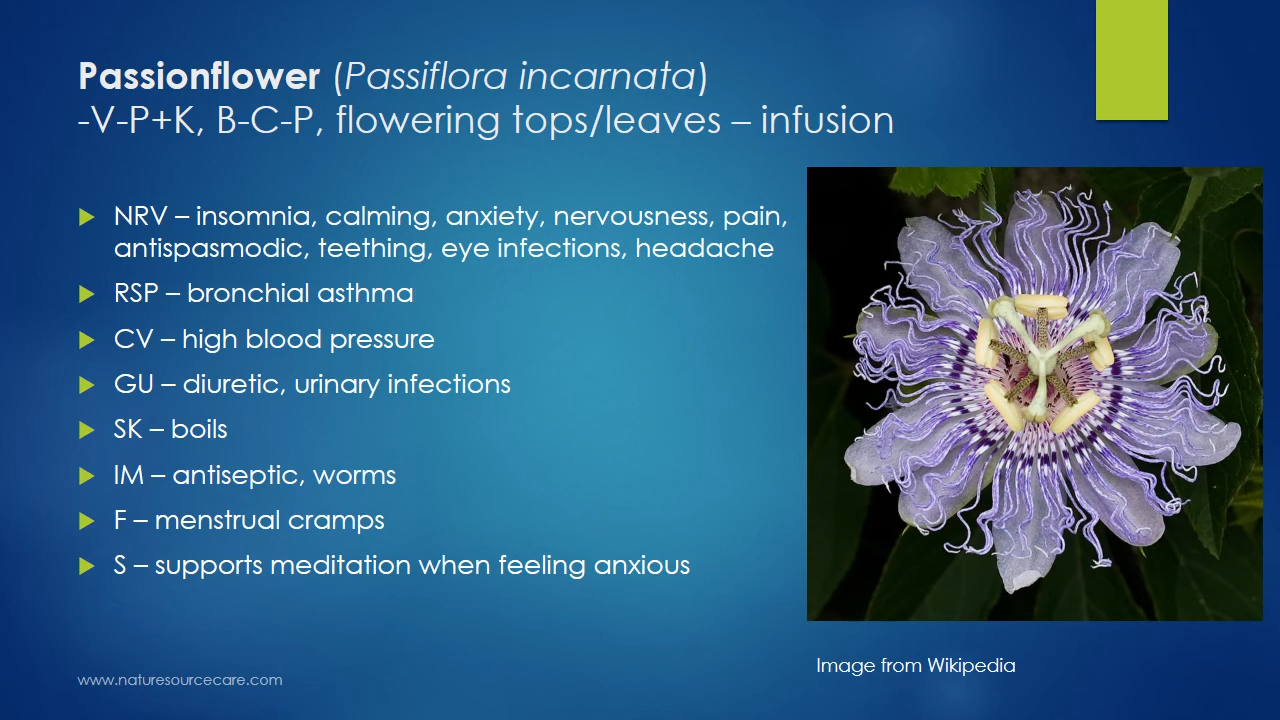 Passionflower (Passiflora incarnata)
-V-P+K, B-C-P, flowering tops/leaves – infusion
NRV – insomnia, calming, anxiety, nervousness, pain,
antispasmodic, teething, eye infections, headache
RSP – bronchial asthma
CV – high blood pressure
GU – diuretic, urinary infections
SK – boils
IM – antiseptic, worms
F – menstrual cramps
S – supports meditation when feeling anxious
Image from Wikipedia
www.naturesourcecare.com